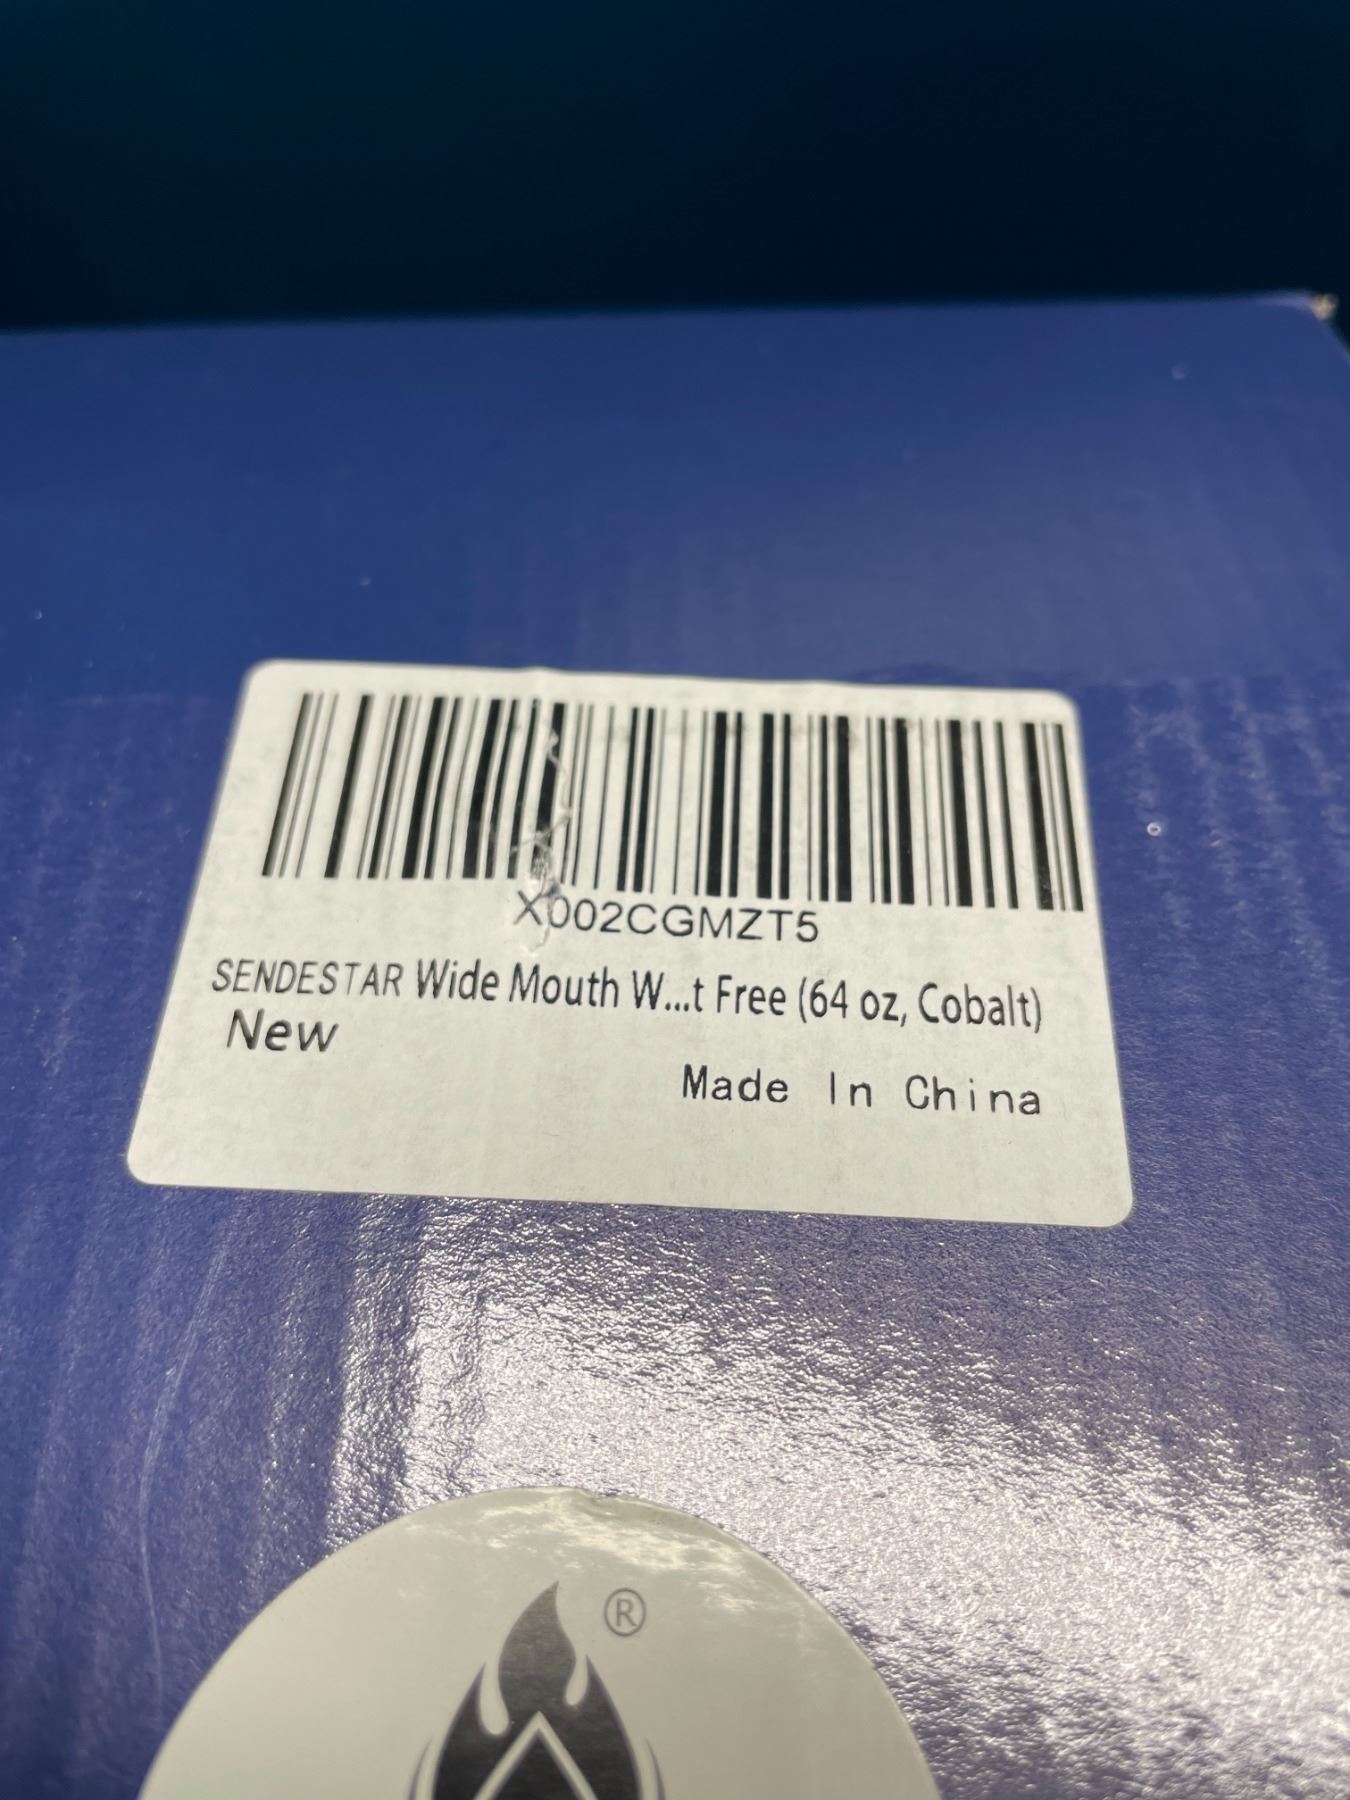 X002CGMZT5
SENDESTAR Wide Mouth W...t Free (64 oz, Cobalt)
New
Made In China
®